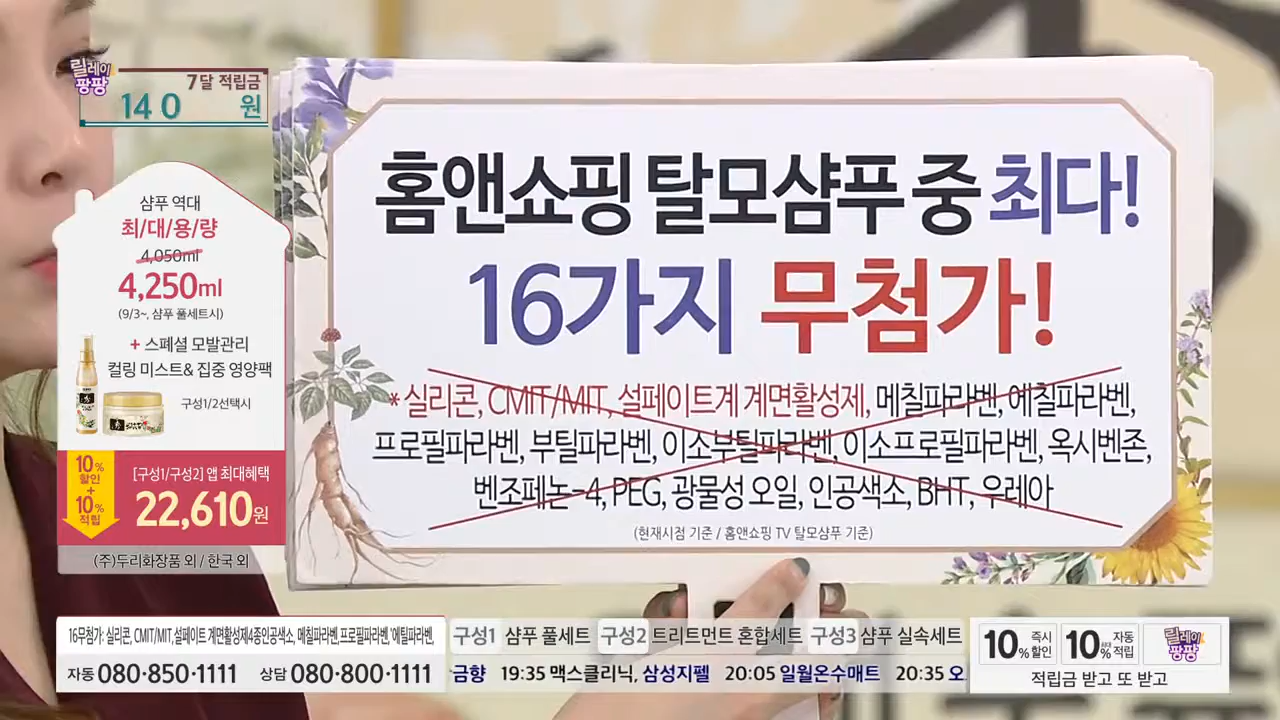 릴레이
팡팡
7달 적립금
140 원
샴푸 역대
최/대/용/량
4,050ml
4,250ml
(9/3~, 샴푸 풀세트시)
+ 스페셜 모발관리
컬링 미스트& 집중 영양팩
구성1/2선택시
10%
할인
+
10%
적립
[구성1/구성2] 앱 최대혜택
22,610원
(주)두리화장품 외 / 한국 외
홈앤쇼핑 탈모샴푸 중 최다!
16가지 무첨가!
*실리콘, CMIT/MIT, 설페이트계 계면활성제, 메칠파라벤, 에칠파라벤,
프로필파라벤, 부틸파라벤, 이소부틸파라벤, 이소프로필파라벤, 옥시벤존,
벤조페논-4, PEG, 광물성 오일, 인공색소, BHT, 우레아
(현재시점 기준 / 홈앤쇼핑 TV 탈모샴푸 기준)
16무첨가: 실리콘, CMIT/MIT,설페이트 계면활성제4종인공색소, 메칠파라벤,프로필파라벤,'에틸파라벤,
자동 080-850-1111 상담 080-800-1111
구성1 샴푸 풀세트 구성2 트리트먼트 혼합세트 구성3 샴푸 실속세트
금향 19:35 맥스클리닉, 삼성지펠 20:05 일월온수매트 20:35 오
10% 즉시 할인
10% 자동 적립
릴레이
팡팡
적립금 받고 또 받고